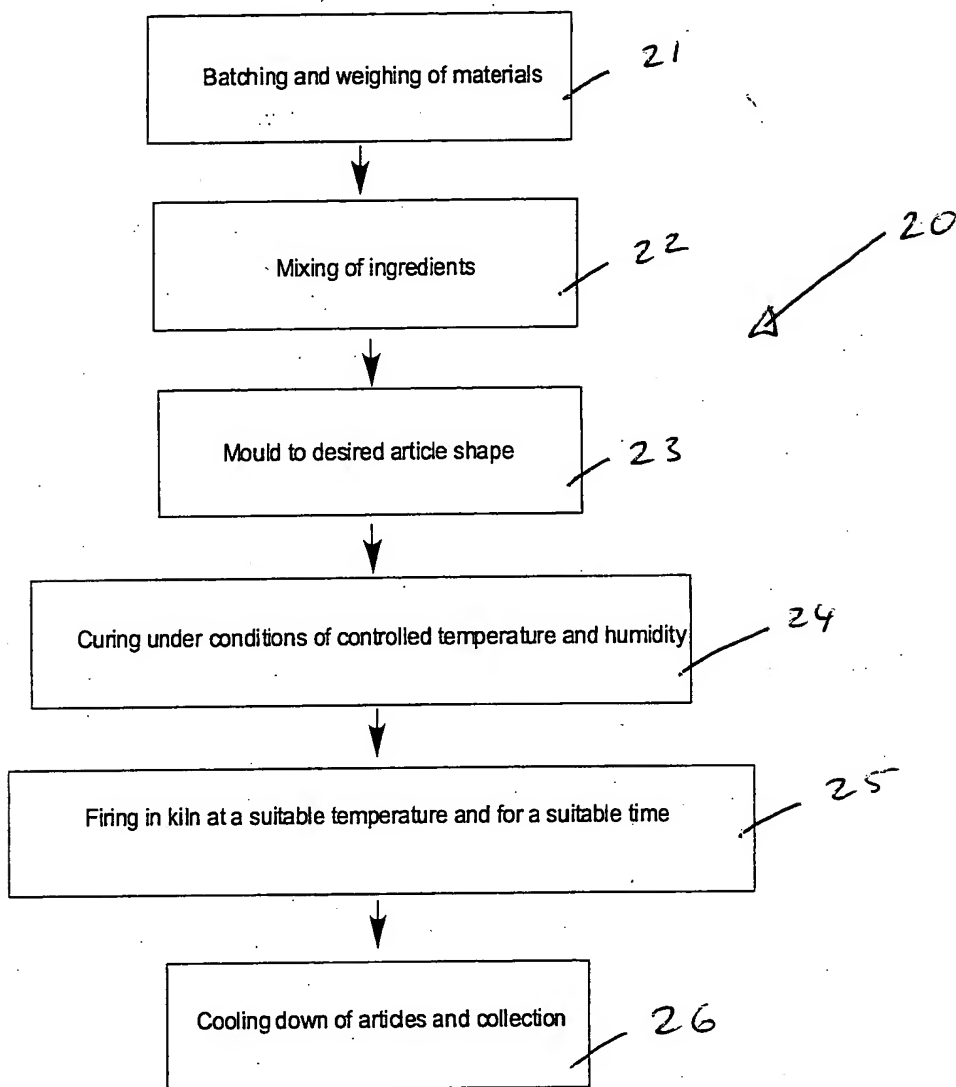 Batching and weighing of materials
21
Mixing of ingredients
22
20
Mould to desired article shape
23
Curing under conditions of controlled temperature and humidity
24
Firing in kiln at a suitable temperature and for a suitable time
25
Cooling down of articles and collection
26